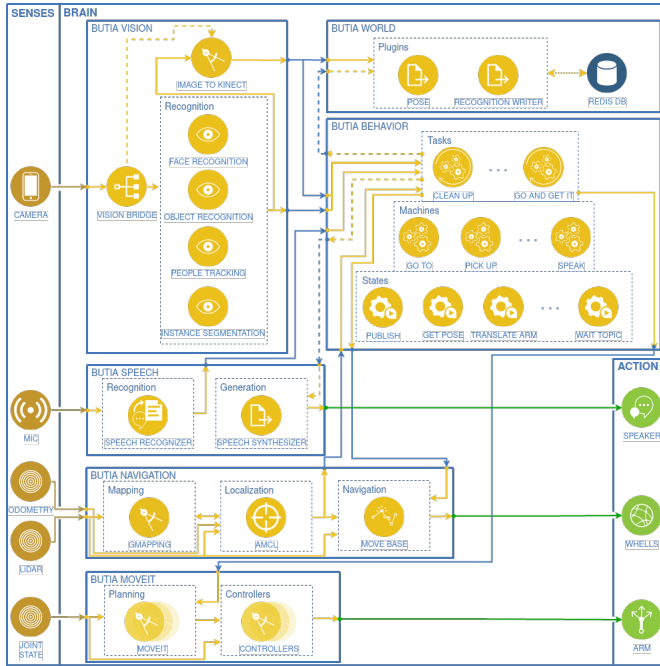 SENSES
BRAIN
BUTIA VISION
IMAGE TO KINECT
Recognition
FACE RECOGNITION
OBJECT RECOGNITION
PEOPLE TRACKING
INSTANCE SEGMENTATION
VISION BRIDGE
CAMERA
BUTIA WORLD
Plugins
POSE
RECOGNITION WRITER
REDIS DB
BUTIA BEHAVIOR
Tasks
CLEAN UP
...
GO AND GET IT
Machines
GO TO
PICK UP
...
SPEAK
States
PUBLISH
GET POSE
TRANSLATE ARM
...
WAIT TOPIC
BUTIA SPEECH
Recognition
SPEECH RECOGNIZER
Generation
SPEECH SYNTHESIZER
MIC
ACTION
SPEAKER
BUTIA NAVIGATION
Mapping
GMAPPING
Localization
AMCL
Navigation
MOVE BASE
ODOMETRY
LIDAR
WHELLS
BUTIA MOVEIT
Planning
MOVEIT
Controllers
CONTROLLERS
JOINT
STATE
ARM